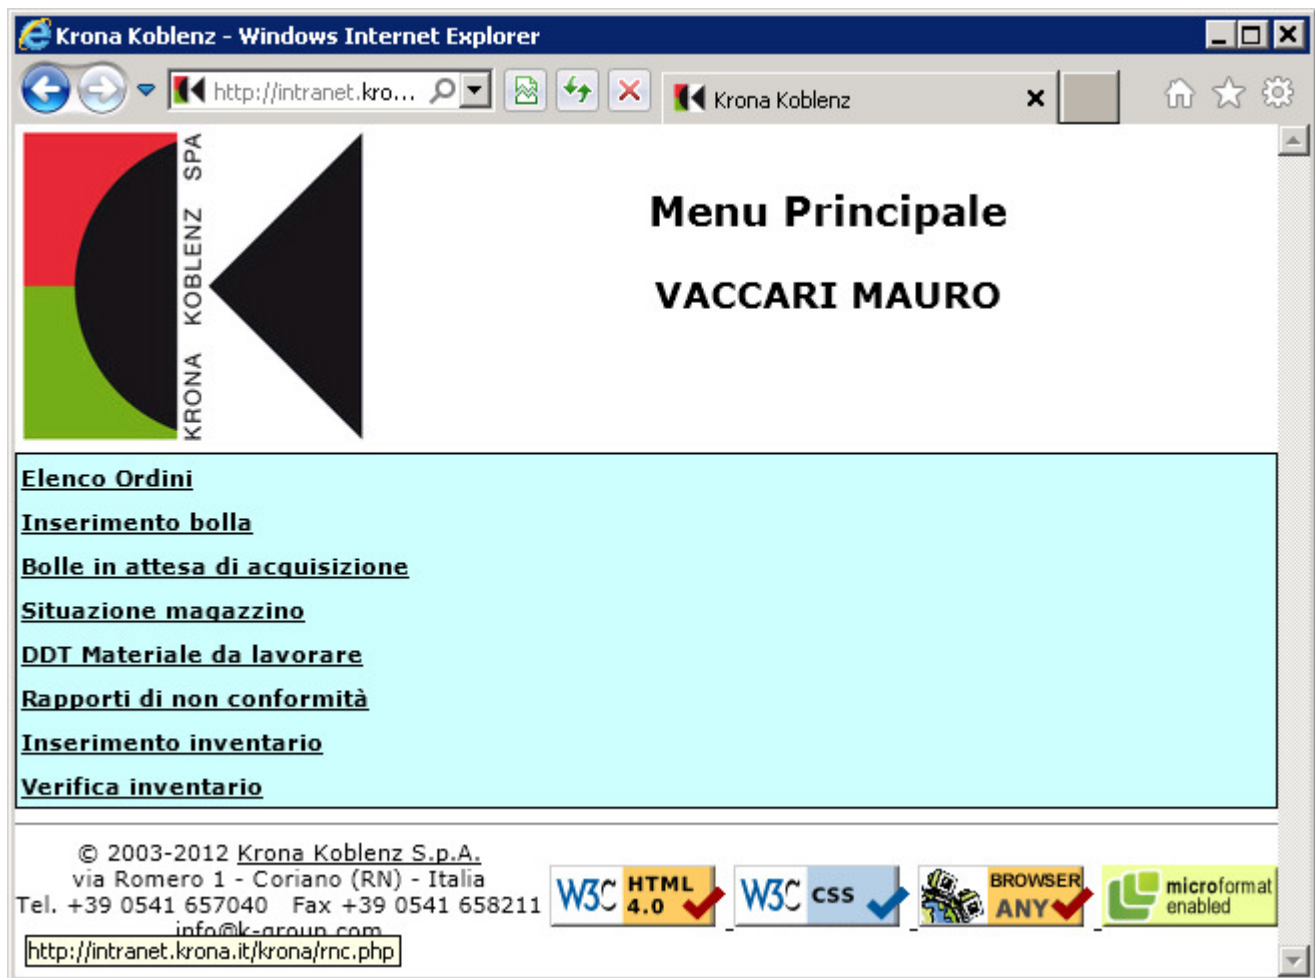 Krona Koblenz - Windows Internet Explorer
http://intranet.kro...
Krona Koblenz
KRONA KOBLENZ SPA
Menu Principale
VACCARI MAURO
Elenco Ordini
Inserimento bolla
Bolle in attesa di acquisizione
Situazione magazzino
DDT Materiale da lavorare
Rapporti di non conformità
Inserimento inventario
Verifica inventario
© 2003-2012 Krona Koblenz S.p.A.
via Romero 1 - Coriano (RN) - Italia
Tel. +39 0541 657040 Fax +39 0541 658211
info@k-group.com
W3C HTML 4.0
W3C css
BROWSER ANY
microformat enabled
http://intranet.krona.it/krona/rnc.php